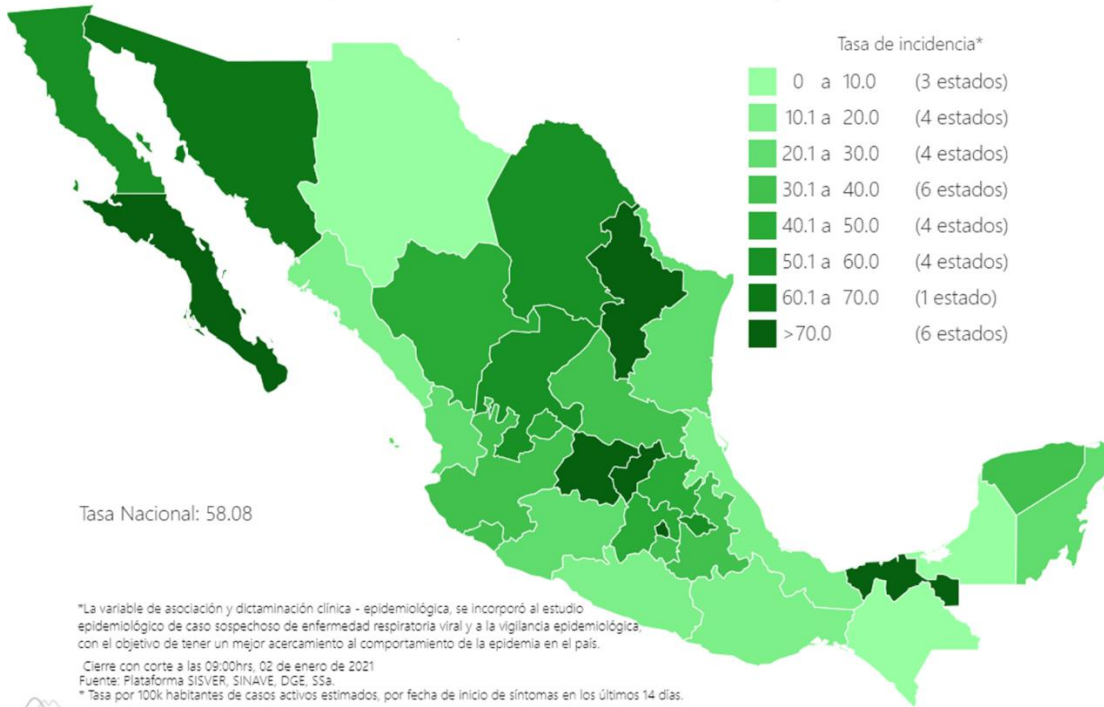 Tasa de incidencia*
0 a 10.0 (3 estados)
10.1 a 20.0 (4 estados)
20.1 a 30.0 (4 estados)
30.1 a 40.0 (6 estados)
40.1 a 50.0 (4 estados)
50.1 a 60.0 (4 estados)
60.1 a 70.0 (1 estado)
>70.0 (6 estados)
Tasa Nacional: 58.08
*La variable de asociación y dictaminación clínica - epidemiológica, se incorporó al estudio
epidemiológico de caso sospechoso de enfermedad respiratoria viral y a la vigilancia epidemiológica,
con el objetivo de tener un mejor acercamiento al comportamiento de la epidemia en el país.
Cierre con corte a las 09:00hrs, 02 de enero de 2021
Fuente: Plataforma SISVER, SINAVE, DGE, SSa.
* Tasa por 100k habitantes de casos activos estimados, por fecha de inicio de síntomas en los últimos 14 días.